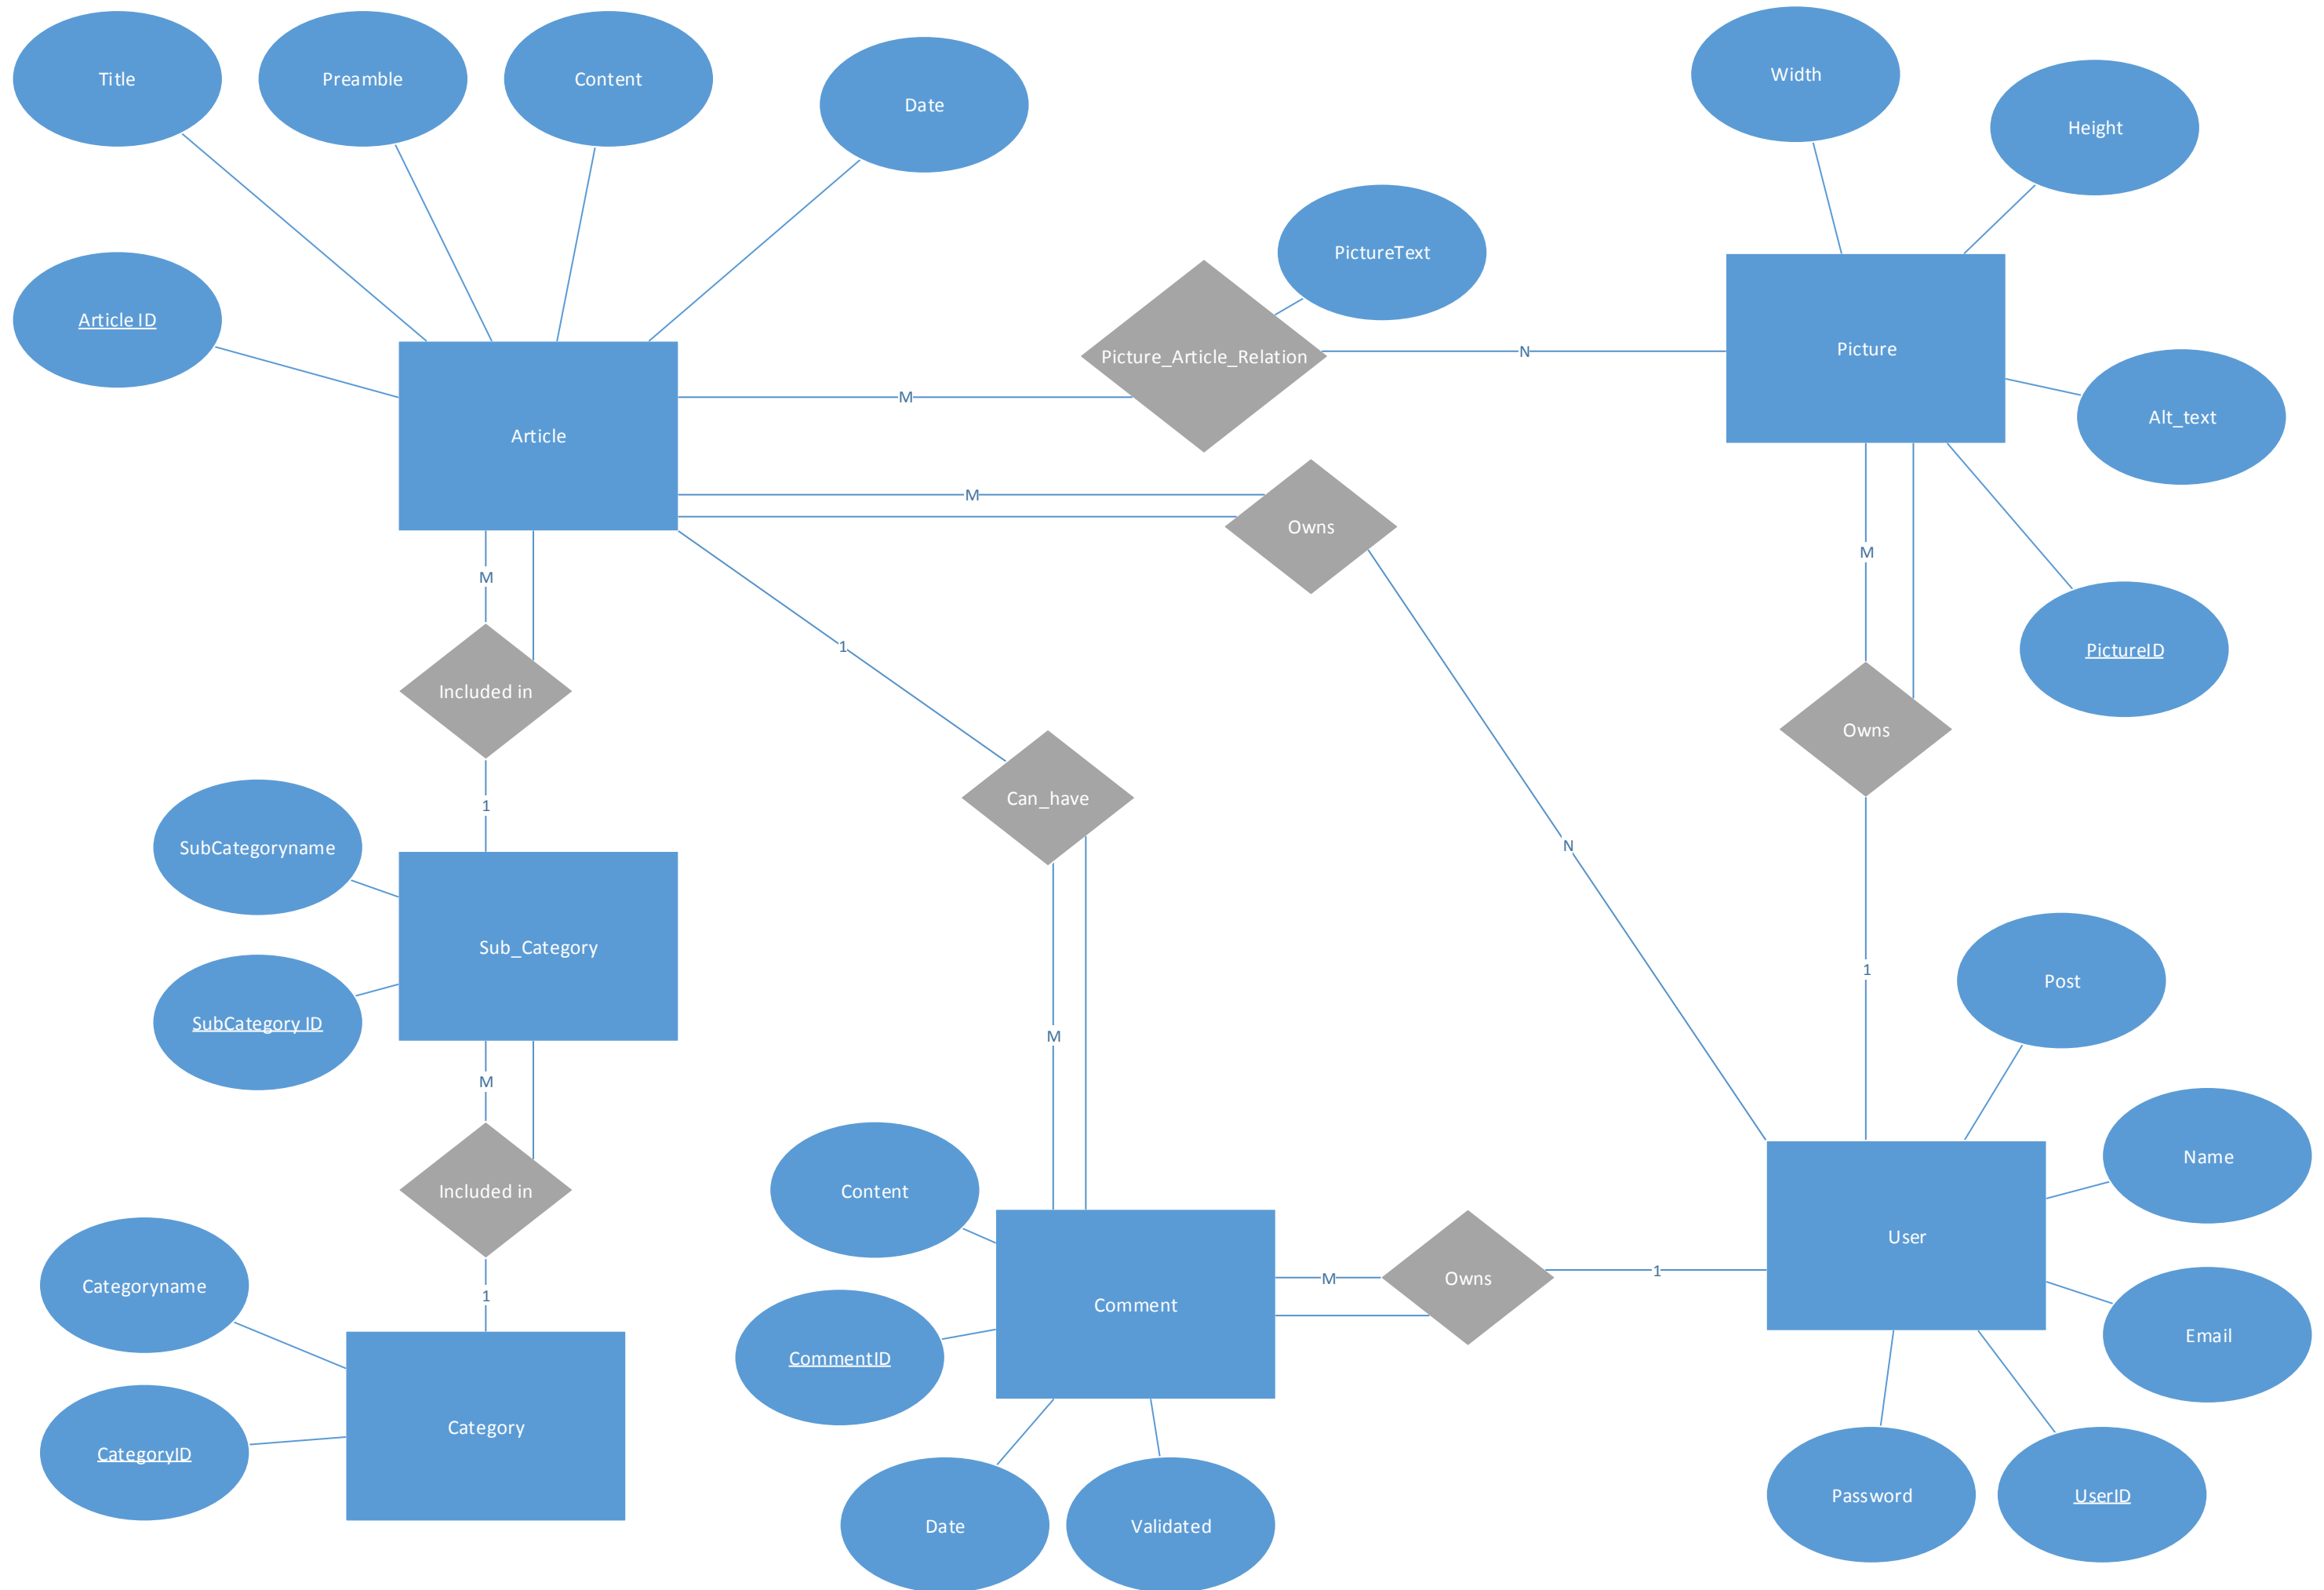 Title
Preamble
Content
Date
Width
Height
PictureText
Article ID
Picture_Article_Relation
N
Picture
M
Alt_text
Article
M
Owns
M
M
1
PictureID
Included in
Owns
Can_have
1
N
SubCategoryname
Sub_Category
1
Post
SubCategory ID
M
M
Name
Included in
Content
User
Categoryname
1
M
Owns
1
Comment
Email
CommentID
Category
CategoryID
Password
UserID
Date
Validated